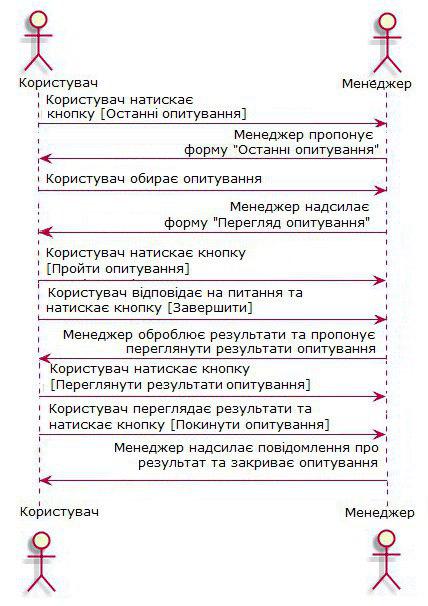 Користувач
Менеджер
Користувач натискає
кнопку [Останні опитування]
Менеджер пропонує
форму "Останні опитування"
Користувач обирає опитування
Менеджер надсилає
форму "Перегляд опитування"
Користувач натискає кнопку
[Пройти опитування]
Користувач відповідає на питання та
натискає кнопку [Завершити]
Менеджер оброблює результати та пропонує
переглянути результати опитування
Користувач натискає кнопку
[Переглянути результати опитування]
Користувач переглядає результати та
натискає кнопку [Покинути опитування]
Менеджер надсилає повідомлення про
результат та закриває опитування
Користувач
Менеджер